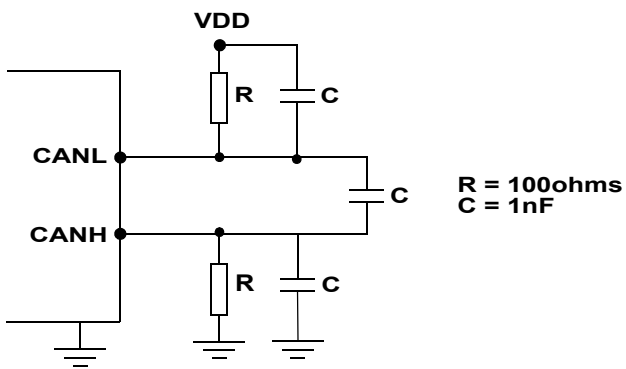 VDD
R
C
CANL
C
R = 100ohms
C = 1nF
CANH
R
C